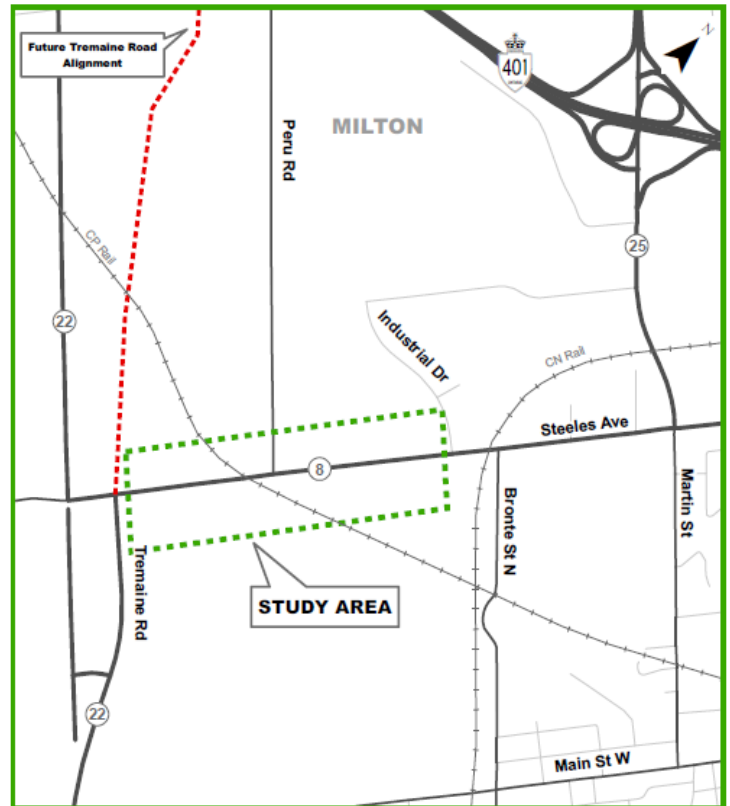 Future Tremaine Road
Alignment
401
N
Peru Rd
MILTON
CP Rail
25
22
Industrial Dr
CN Rail
Steeles Ave
8
Bronte St N
Martin St
Tremaine Rd
STUDY AREA
22
Main St W